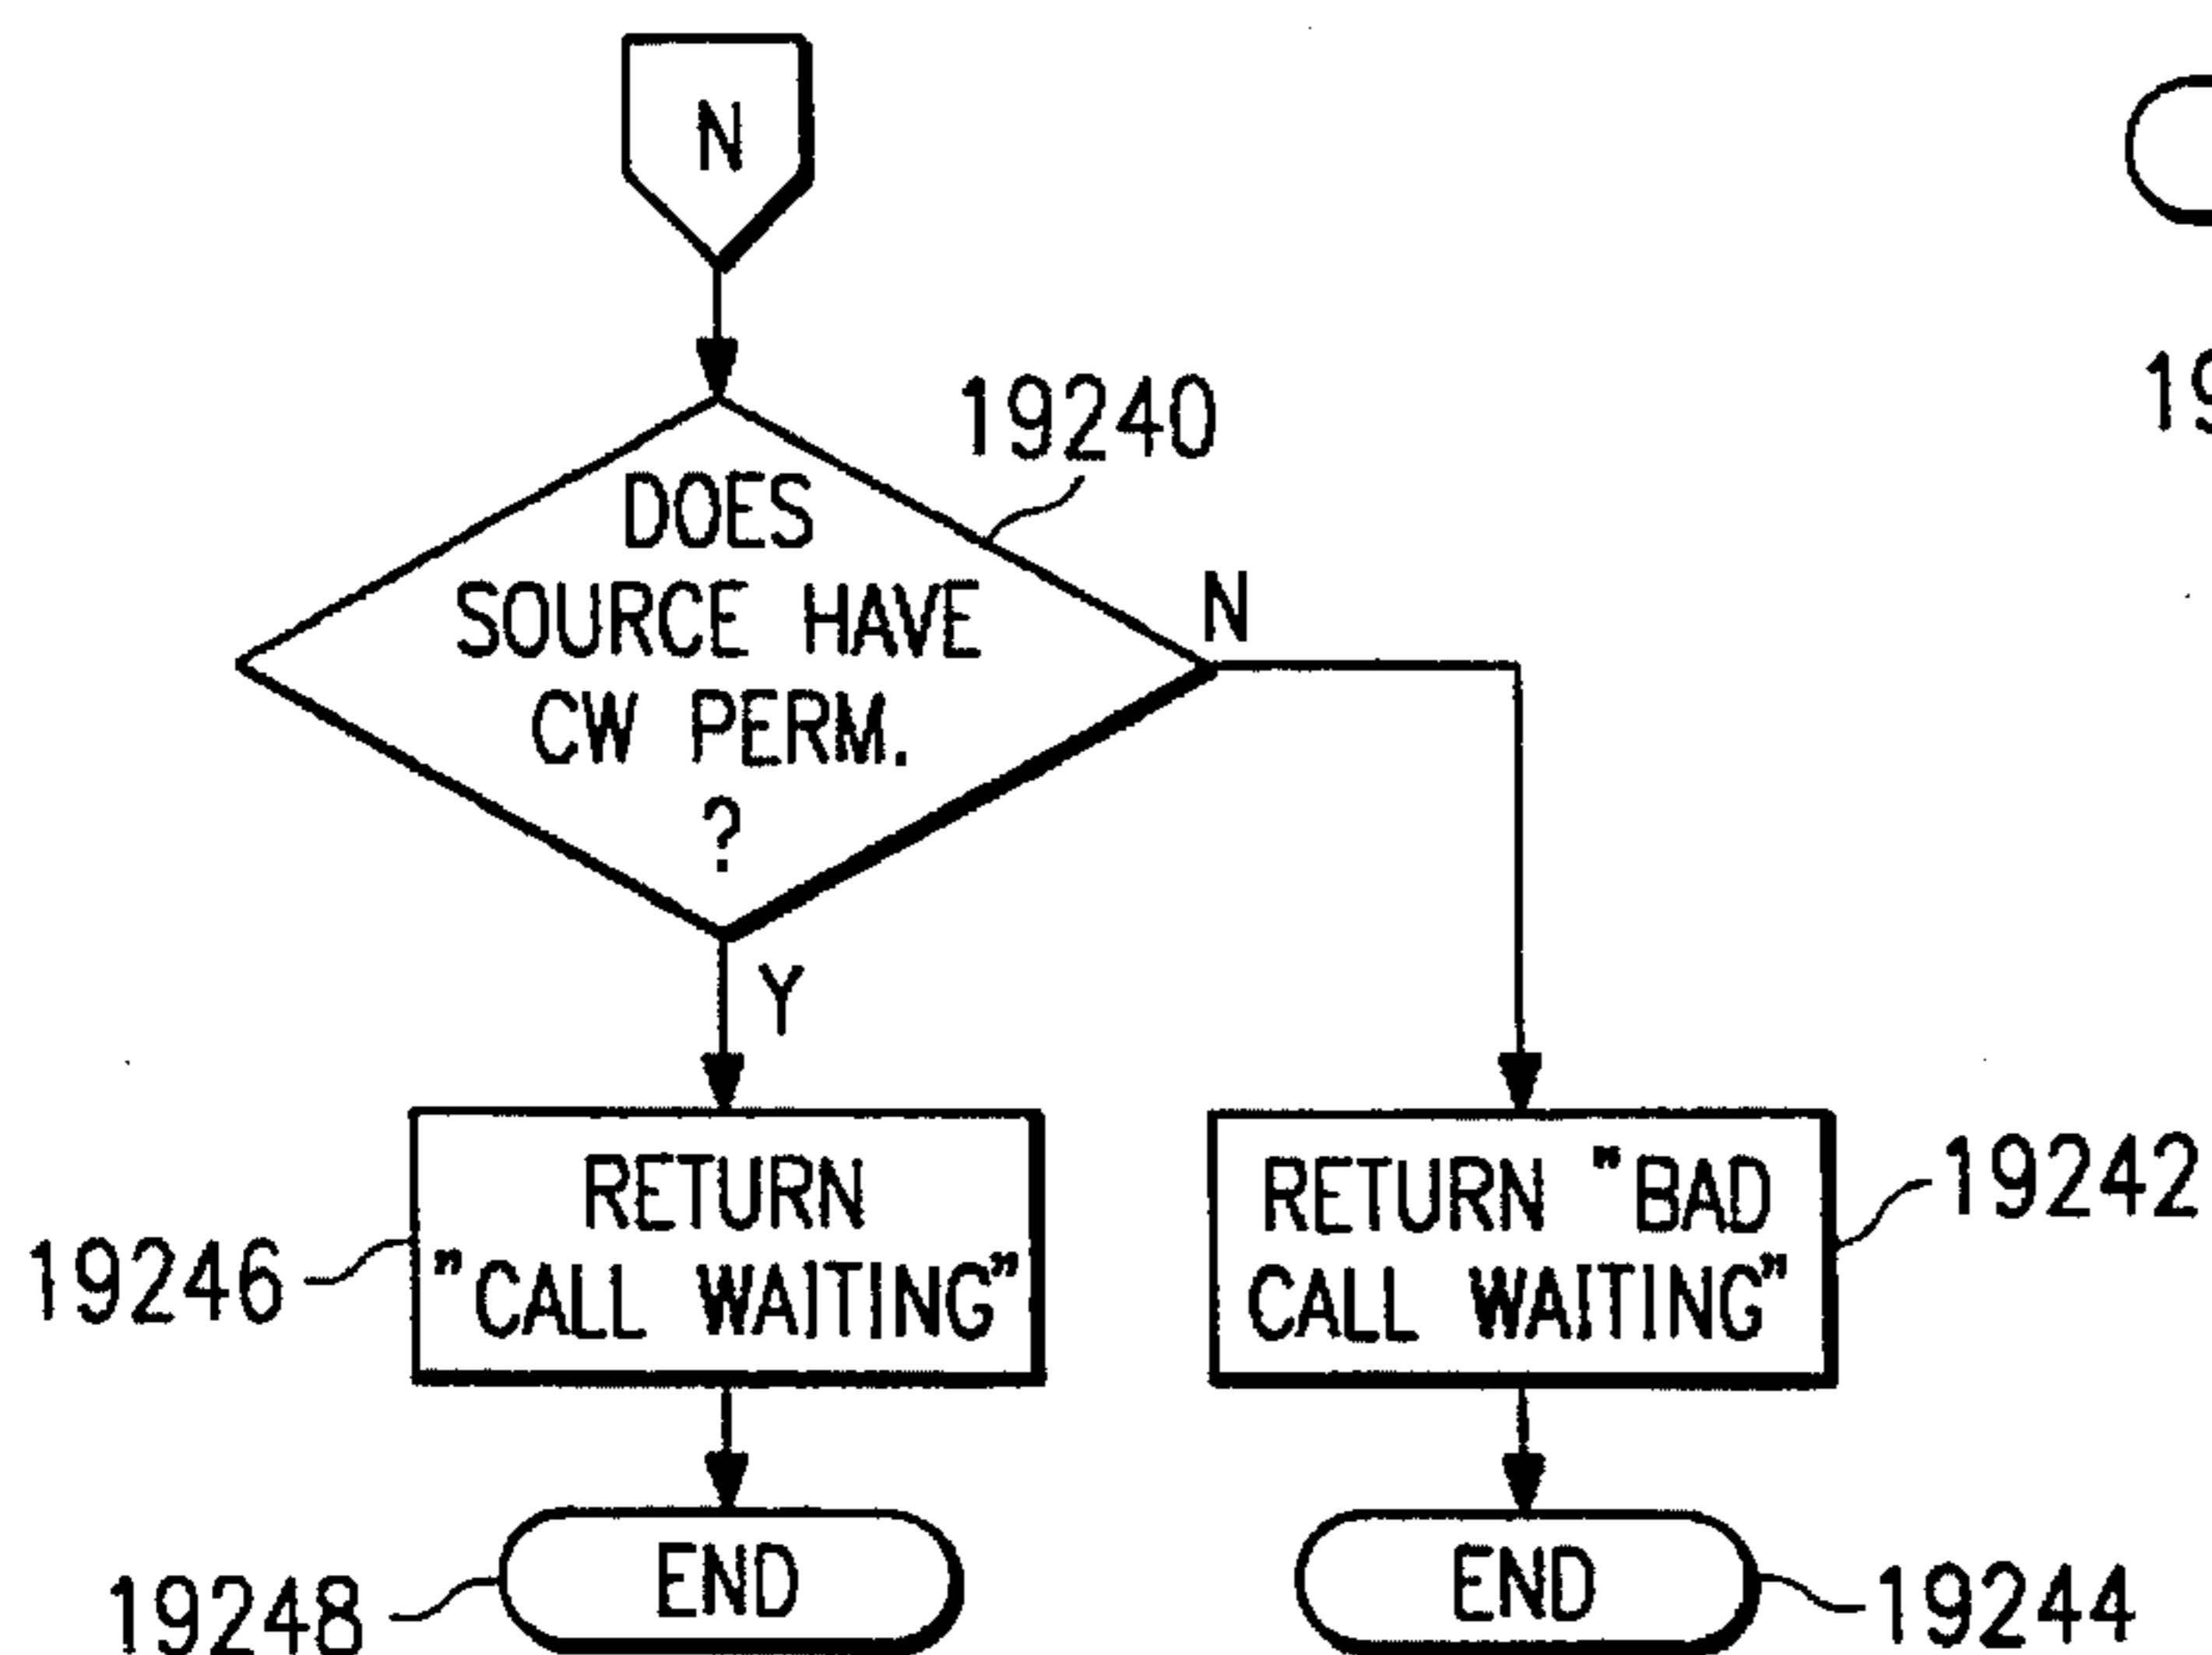 N
19240
DOES
SOURCE HAVE
CW PERM.
?
N
Y
RETURN
"CALL WAITING"
19246
RETURN "BAD
CALL WAITING"
19242
END
19248
END
19244